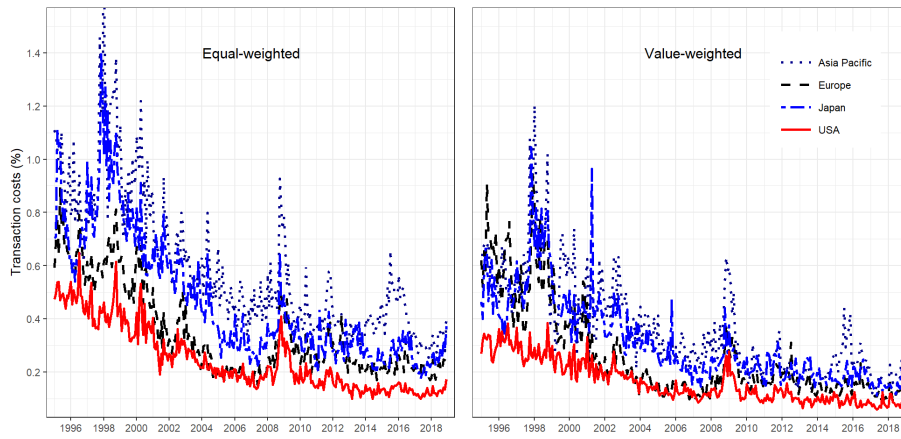 Equal-weighted
Value-weighted
Asia Pacific
Europe
Japan
USA
Transaction costs (%)
1.4
1.2
1.0
0.8
0.6
0.4
0.2
1996 1998 2000 2002 2004 2006 2008 2010 2012 2014 2016 2018
1996 1998 2000 2002 2004 2006 2008 2010 2012 2014 2016 2018